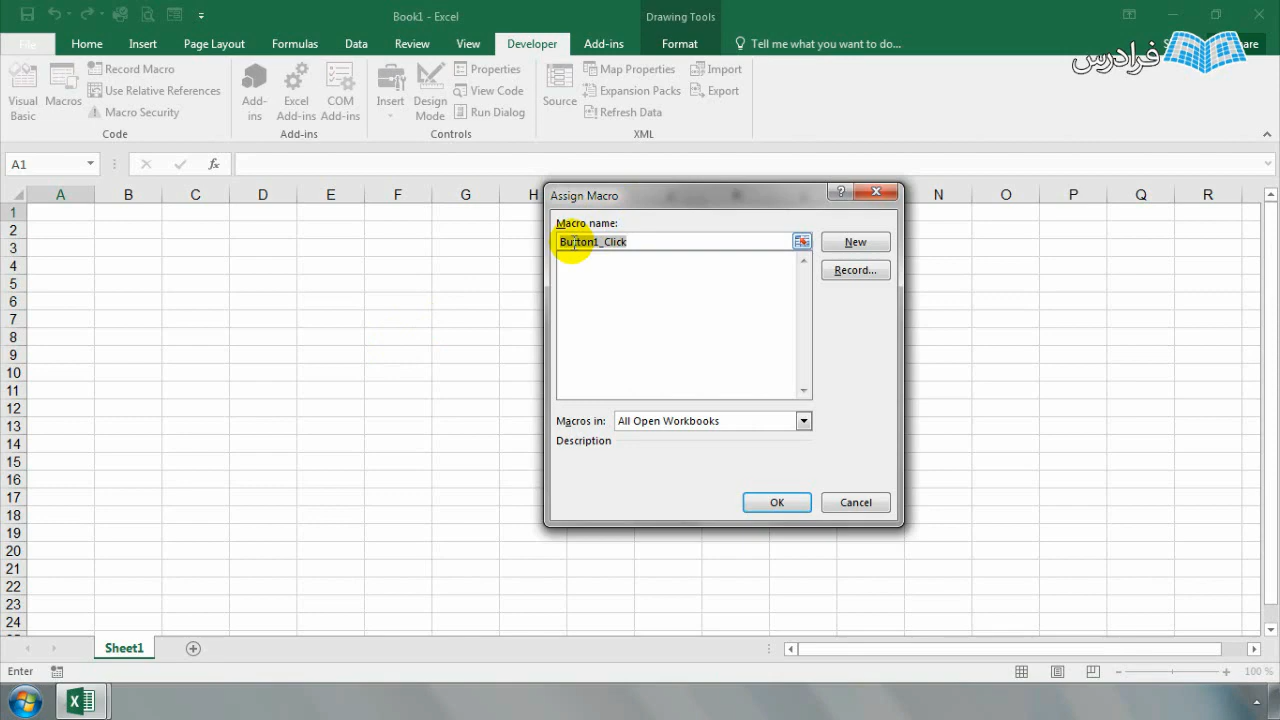 Book1 - Excel
Drawing Tools
File
Home
Insert
Page Layout
Formulas
Data
Review
View
Developer
Add-ins
Format
Tell me what you want to do...
فرادرس
Visual Basic
Macros
Record Macro
Use Relative References
Macro Security
Code
Add-ins
Excel Add-ins
COM Add-ins
Add-ins
Insert
Design Mode
Properties
View Code
Run Dialog
Controls
Source
Map Properties
Expansion Packs
Refresh Data
Import
Export
XML
A1
fx
A B C D E F G H N O P Q R
1
2
3
4
5
6
7
8
9
10
11
12
13
14
15
16
17
18
19
20
21
22
23
24
Assign Macro
Macro name:
Button1_Click
New
Record...
Macros in:
All Open Workbooks
Description
OK
Cancel
Sheet1
Enter
100 %